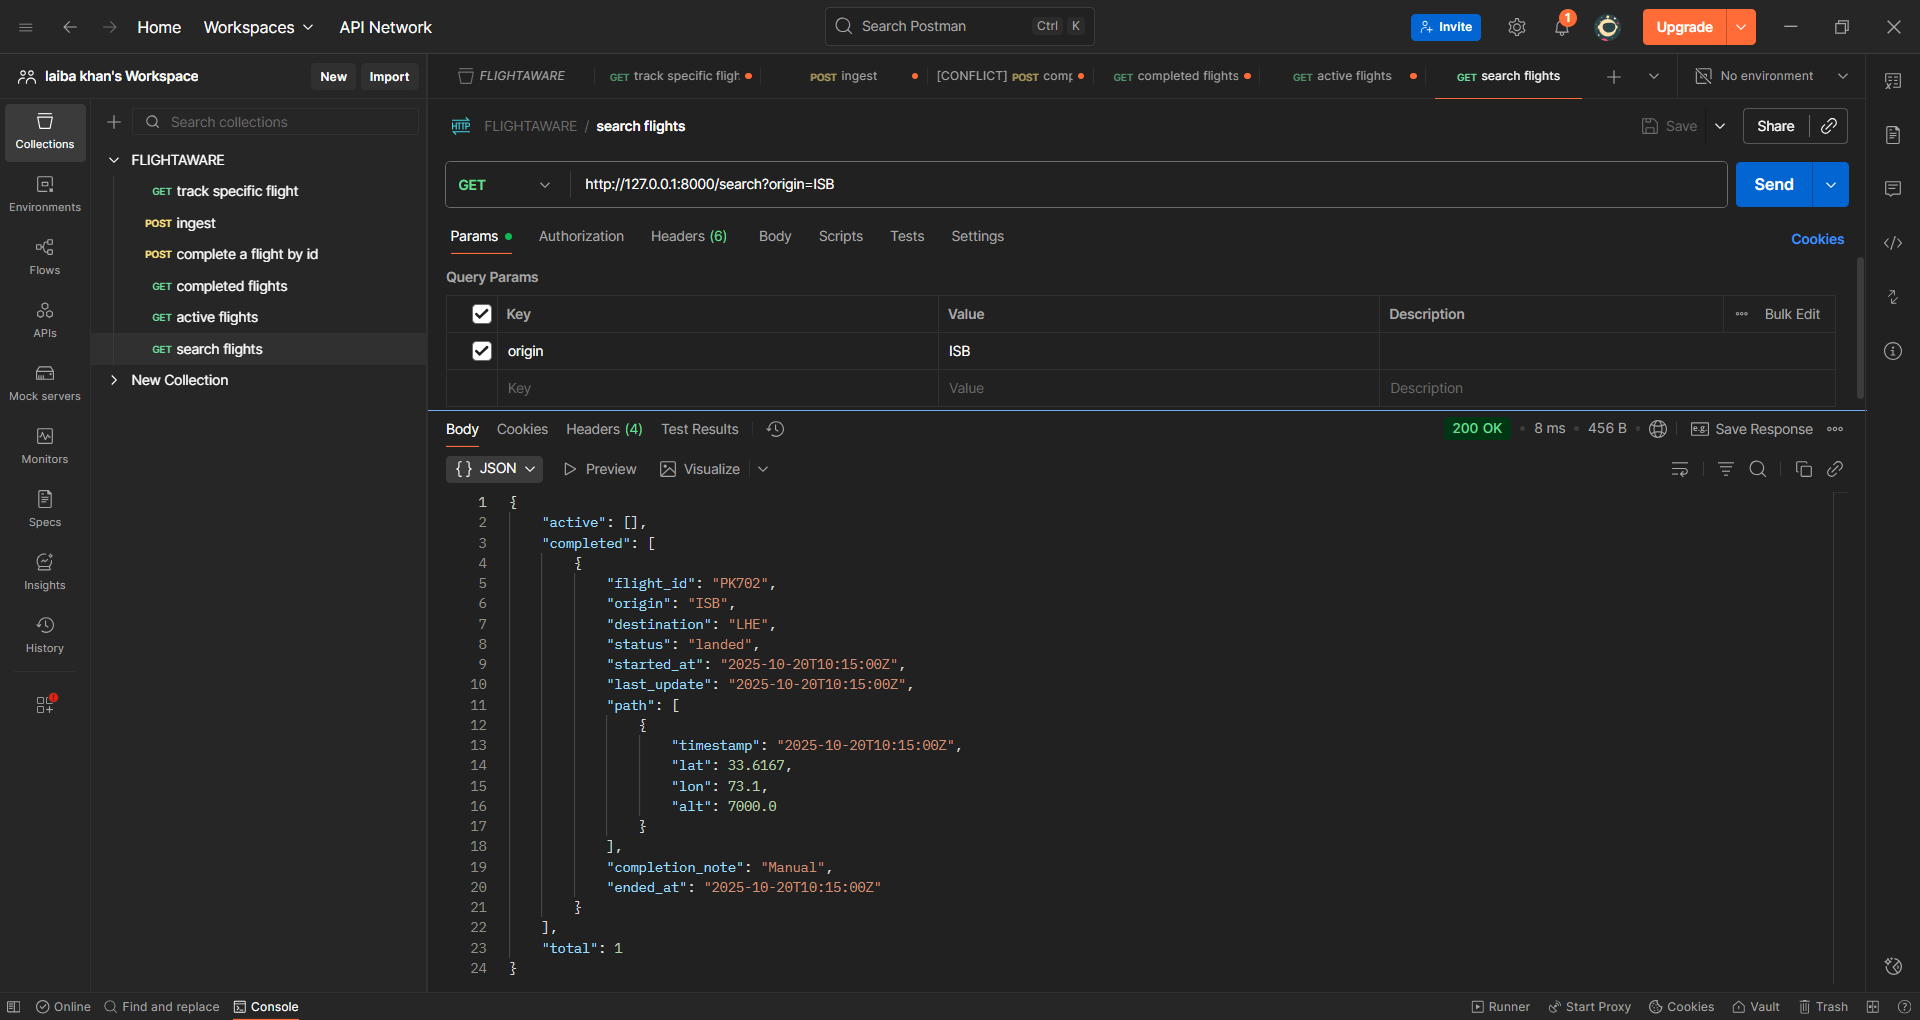 Home Workspaces API Network Search Postman Ctrl K Invite 1 Upgrade
laiba khan's Workspace New Import
FLIGHTAWARE GET track specific fligh POST ingest [CONFLICT] POST comp GET completed flights GET active flights GET search flights No environment
Search collections
HTTP FLIGHTAWARE / search flights Save Share
Collections
Environments
Flows
APIs
Mock servers
Monitors
Specs
Insights
History
FLIGHTAWARE
GET track specific flight
POST ingest
POST complete a flight by id
GET completed flights
GET active flights
GET search flights
New Collection
GET http://127.0.0.1:8000/search?origin=ISB Send
Params Authorization Headers (6) Body Scripts Tests Settings Cookies
Query Params
Key Value Description Bulk Edit
origin ISB
Key Value Description
Body Cookies Headers (4) Test Results 200 OK 8 ms 456 B e.g. Save Response
{} JSON Preview Visualize
1 {
2 "active": [],
3 "completed": [
4 {
5 "flight_id": "PK702",
6 "origin": "ISB",
7 "destination": "LHE",
8 "status": "landed",
9 "started_at": "2025-10-20T10:15:00Z",
10 "last_update": "2025-10-20T10:15:00Z",
11 "path": [
12 {
13 "timestamp": "2025-10-20T10:15:00Z",
14 "lat": 33.6167,
15 "lon": 73.1,
16 "alt": 7000.0
17 }
18 ],
19 "completion_note": "Manual",
20 "ended_at": "2025-10-20T10:15:00Z"
21 }
22 ],
23 "total": 1
24 }
Online Find and replace Console Runner Start Proxy Cookies Vault Trash